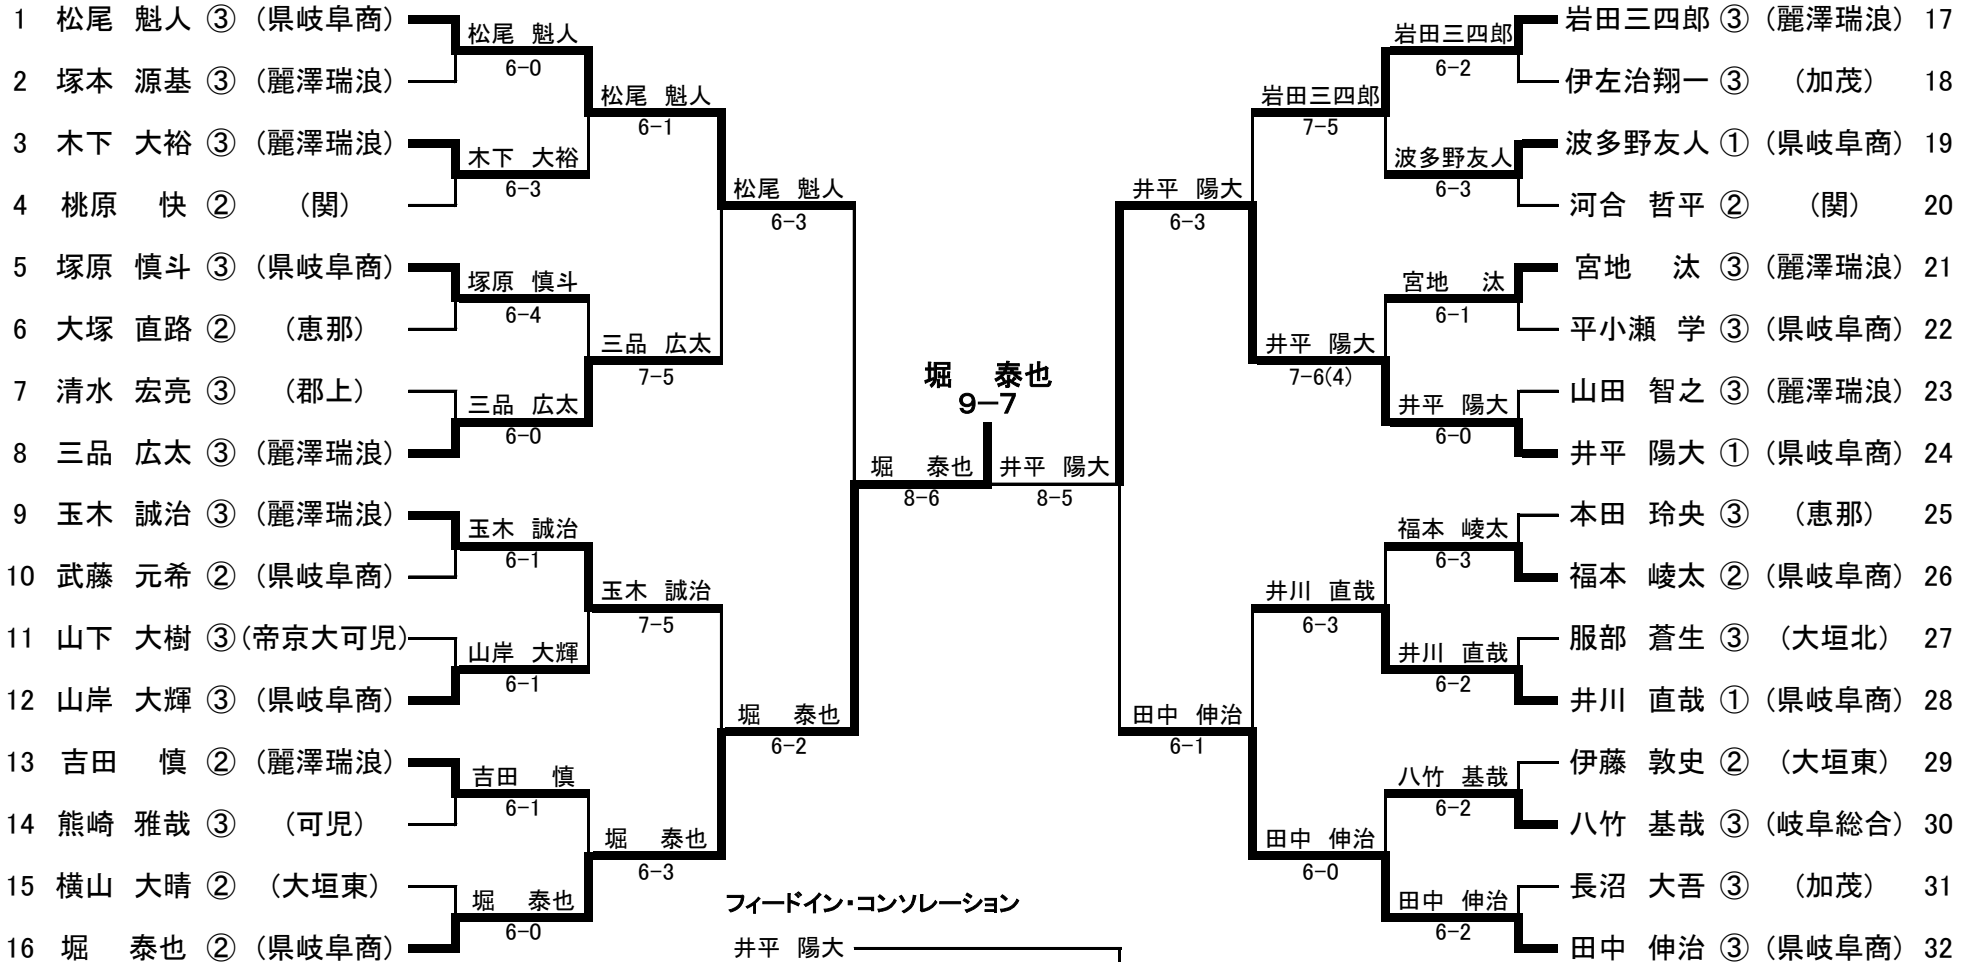 1 松尾 魁人 ③ (県岐阜商)
2 塚本 源基 ③ (麗澤瑞浪)
3 木下 大裕 ③ (麗澤瑞浪)
4 桃原 快 ② (関)
5 塚原 慎斗 ③ (県岐阜商)
6 大塚 直路 ② (恵那)
7 清水 宏亮 ③ (郡上)
8 三品 広太 ③ (麗澤瑞浪)
9 玉木 誠治 ③ (麗澤瑞浪)
10 武藤 元希 ② (県岐阜商)
11 山下 大樹 ③ (帝京大可児)
12 山岸 大輝 ③ (県岐阜商)
13 吉田 慎 ② (麗澤瑞浪)
14 熊崎 雅哉 ③ (可児)
15 横山 大晴 ② (大垣東)
16 堀 泰也 ② (県岐阜商)
松尾 魁人
6-0
木下 大裕
6-3
塚原 慎斗
6-4
三品 広太
6-0
玉木 誠治
6-1
山岸 大輝
6-1
吉田 慎
6-1
堀 泰也
6-0
松尾 魁人
6-1
三品 広太
7-5
玉木 誠治
7-5
堀 泰也
6-3
松尾 魁人
6-3
堀 泰也
6-2
堀 泰也
8-6
堀 泰也
9-7
井平 陽大
8-5
井平 陽大
6-3
田中 伸治
6-1
岩田三四郎
7-5
井平 陽大
7-6(4)
井川 直哉
6-3
田中 伸治
6-0
岩田三四郎
6-2
波多野友人
6-3
宮地 汰
6-1
井平 陽大
6-0
福本 崚太
6-3
井川 直哉
6-2
八竹 基哉
6-2
田中 伸治
6-2
岩田三四郎 ③ (麗澤瑞浪) 17
伊左治翔一 ③ (加茂) 18
波多野友人 ① (県岐阜商) 19
河合 哲平 ② (関) 20
宮地 汰 ③ (麗澤瑞浪) 21
平小瀬 学 ③ (県岐阜商) 22
山田 智之 ③ (麗澤瑞浪) 23
井平 陽大 ① (県岐阜商) 24
本田 玲央 ③ (恵那) 25
福本 崚太 ② (県岐阜商) 26
服部 蒼生 ③ (大垣北) 27
井川 直哉 ① (県岐阜商) 28
伊藤 敦史 ② (大垣東) 29
八竹 基哉 ③ (岐阜総合) 30
長沼 大吾 ③ (加茂) 31
田中 伸治 ③ (県岐阜商) 32
フィードイン・コンソレーション
井平 陽大